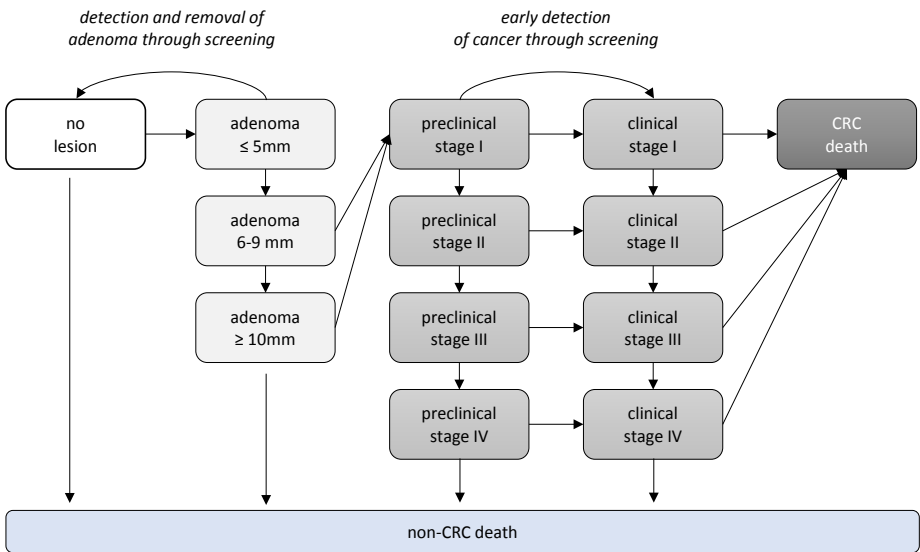 detection and removal of
adenoma through screening
early detection
of cancer through screening
no
lesion
adenoma
≤ 5mm
preclinical
stage I
clinical
stage I
CRC
death
adenoma
6-9 mm
preclinical
stage II
clinical
stage II
adenoma
≥ 10mm
preclinical
stage III
clinical
stage III
preclinical
stage IV
clinical
stage IV
non-CRC death